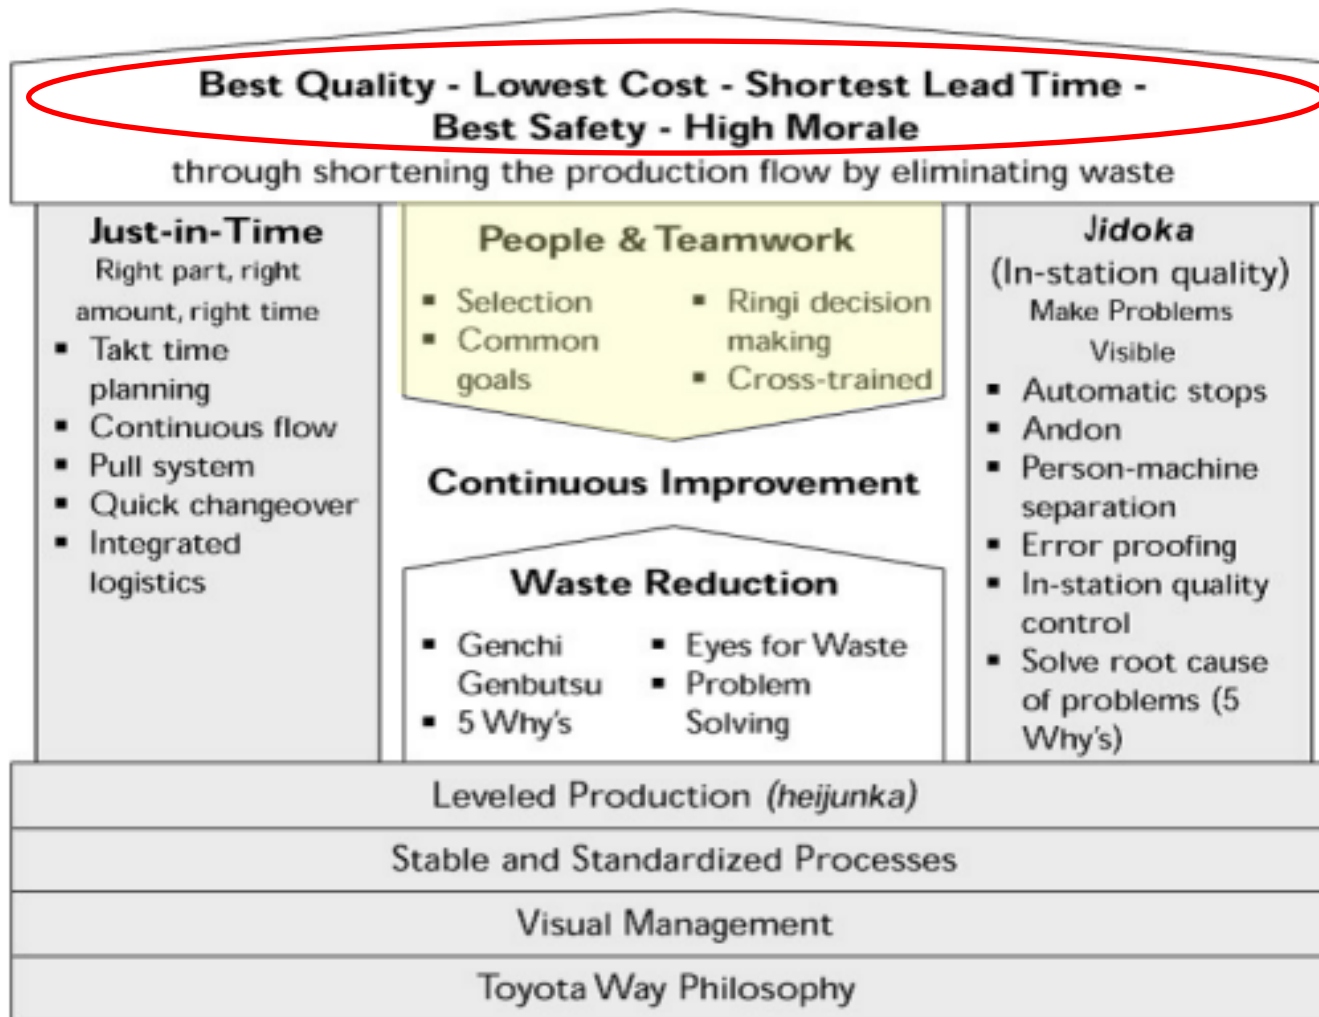 Best Quality - Lowest Cost - Shortest Lead Time -
Best Safety - High Morale
through shortening the production flow by eliminating waste
Just-in-Time
Right part, right
amount, right time
▪ Takt time
planning
▪ Continuous flow
▪ Pull system
▪ Quick changeover
▪ Integrated
logistics
People & Teamwork
▪ Selection
▪ Common
goals
▪ Ringi decision
making
▪ Cross-trained
Continuous Improvement
Waste Reduction
▪ Genchi
Genbutsu
▪ 5 Why's
▪ Eyes for Waste
▪ Problem
Solving
Jidoka
(In-station quality)
Make Problems
Visible
▪ Automatic stops
▪ Andon
▪ Person-machine
separation
▪ Error proofing
▪ In-station quality
control
▪ Solve root cause
of problems (5
Why's)
Leveled Production (heijunka)
Stable and Standardized Processes
Visual Management
Toyota Way Philosophy